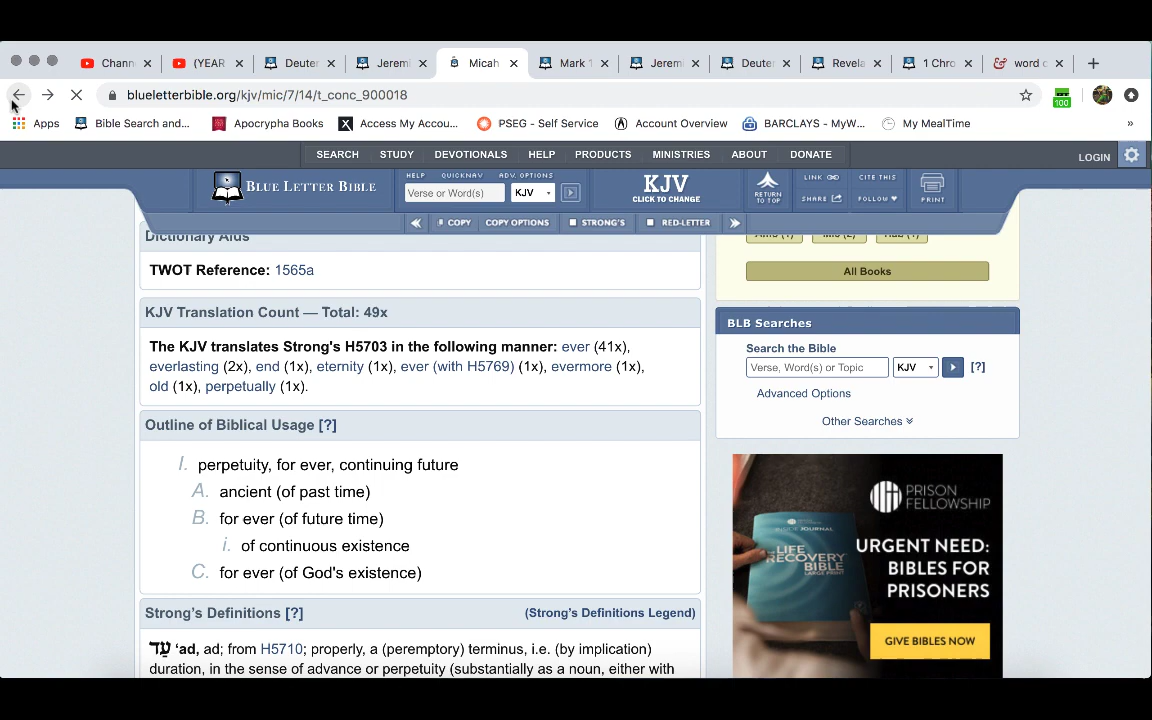 Chann
(YEAR
Deuter
Jeremi
Micah
Mark 1
Jeremi
Deuter
Revela
1 Chro
word c
blueletterbible.org/kjv/mic/7/14/t_conc_900018
100
Apps
Bible Search and...
Apocrypha Books
Access My Accou...
PSEG - Self Service
Account Overview
BARCLAYS - MyW...
My MealTime
»
SEARCH STUDY DEVOTIONALS HELP PRODUCTS MINISTRIES ABOUT DONATE
LOGIN
BLUE LETTER BIBLE
HELP QUICKNAV ADV. OPTIONS
Verse or Word(s)
KJV
KJV
CLICK TO CHANGE
RETURN
TO TOP
LINK
CITE THIS
SHARE
FOLLOW
PRINT
COPY COPY OPTIONS STRONG'S RED-LETTER
Dictionary Aids
TWOT Reference: 1565a
KJV Translation Count — Total: 49x
The KJV translates Strong's H5703 in the following manner: ever (41x),
everlasting (2x), end (1x), eternity (1x), ever (with H5769) (1x), evermore (1x),
old (1x), perpetually (1x).
Outline of Biblical Usage [?]
I. perpetuity, for ever, continuing future
A. ancient (of past time)
B. for ever (of future time)
i. of continuous existence
C. for ever (of God's existence)
Strong's Definitions [?]
(Strong's Definitions Legend)
עַד ʻad, ad; from H5710; properly, a (peremptory) terminus, i.e. (by implication)
duration, in the sense of advance or perpetuity (substantially as a noun, either with
All Books
BLB Searches
Search the Bible
Verse, Word(s) or Topic
KJV
[?]
Advanced Options
Other Searches
PRISON
FELLOWSHIP
INSIDE JOURNAL
LIFE
RECOVERY
BIBLE
LARGE PRINT
URGENT NEED:
BIBLES FOR
PRISONERS
GIVE BIBLES NOW